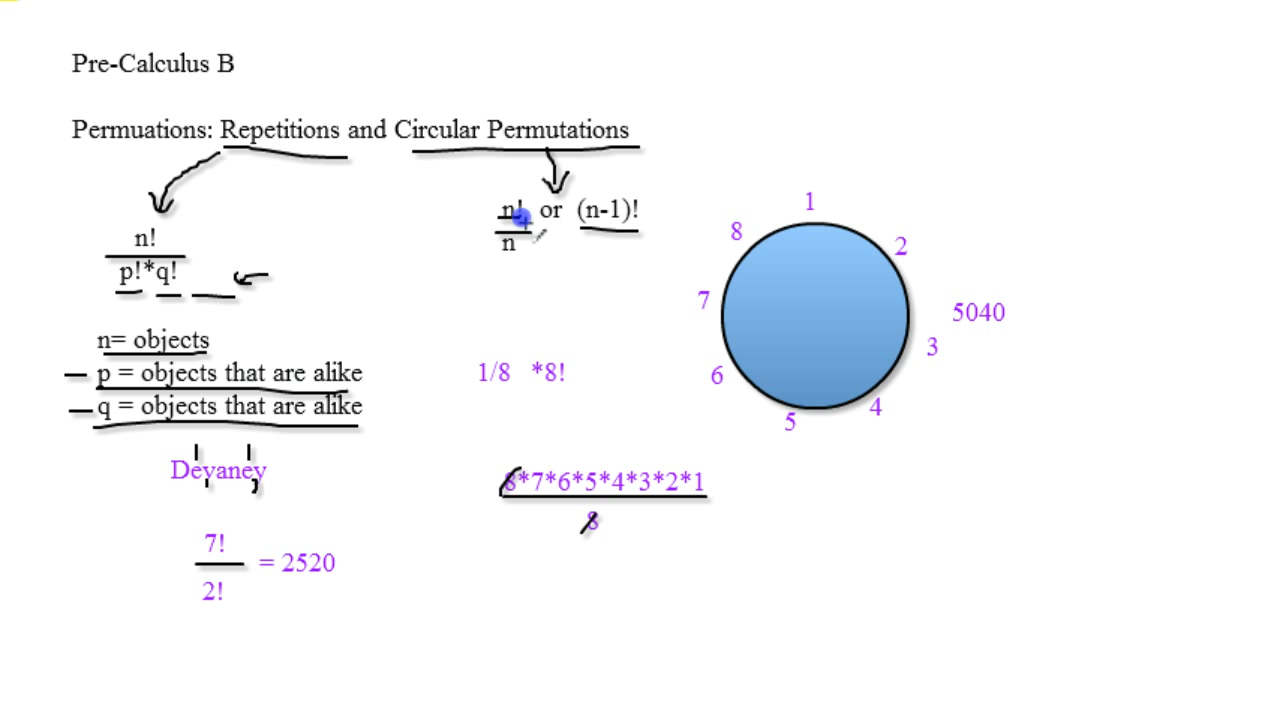 Pre-Calculus B
Permuations: Repetitions and Circular Permutations
n!
p!*q!
n= objects
p = objects that are alike
q = objects that are alike
Devaney
7!
2!
= 2520
n! or (n-1)!
n
1/8 *8!
8*7*6*5*4*3*2*1
8
1
2
3
4
5
6
7
8
5040